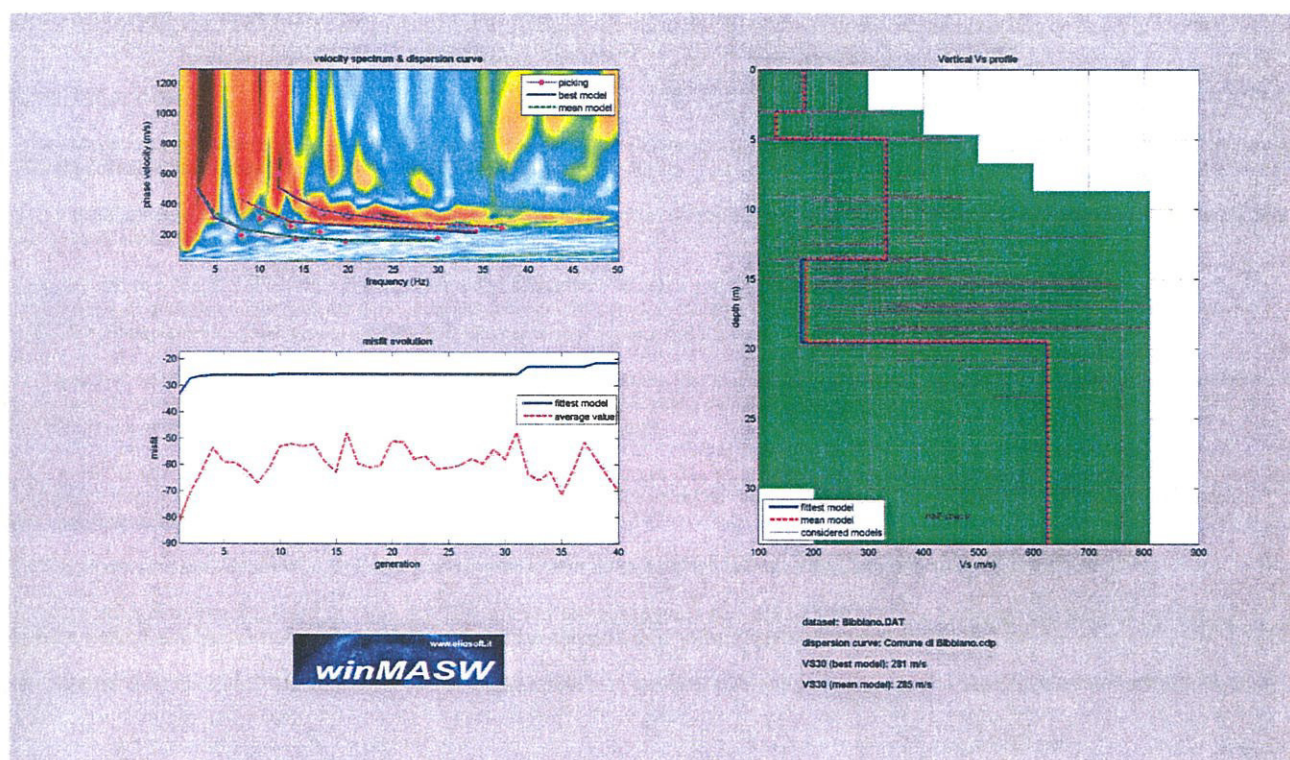 velocity spectrum & dispersion curve
1200
1000
800
600
400
200
phase velocity (m/s)
picking
best model
mean model
5 10 15 20 25 30 35 40 45 50
frequency (Hz)
misfit evolution
-20
-30
-40
-50
-60
-70
-80
-90
misfit
fittest model
average value
5 10 15 20 25 30 35 40
generation
www.eliosoft.it
winMASW
Vertical Vs profile
0
5
10
15
20
25
30
depth (m)
fittest model
mean model
considered models
100 200 300 400 500 600 700 800 900
Vs (m/s)
dataset: Bibbiano.DAT
dispersion curve: Comune di Bibbiano.cdp
VS30 (best model): 281 m/s
VS30 (mean model): 285 m/s